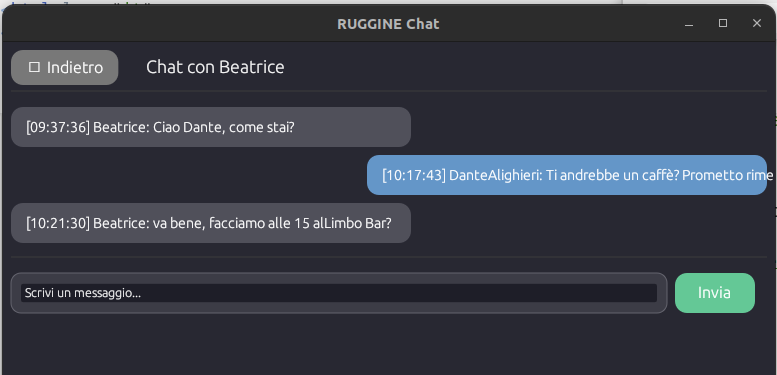 RUGGINE Chat
Indietro
Chat con Beatrice
[09:37:36] Beatrice: Ciao Dante, come stai?
[10:17:43] DanteAlighieri: Ti andrebbe un caffè? Prometto rime
[10:21:30] Beatrice: va bene, facciamo alle 15 alLimbo Bar?
Scrivi un messaggio...
Invia